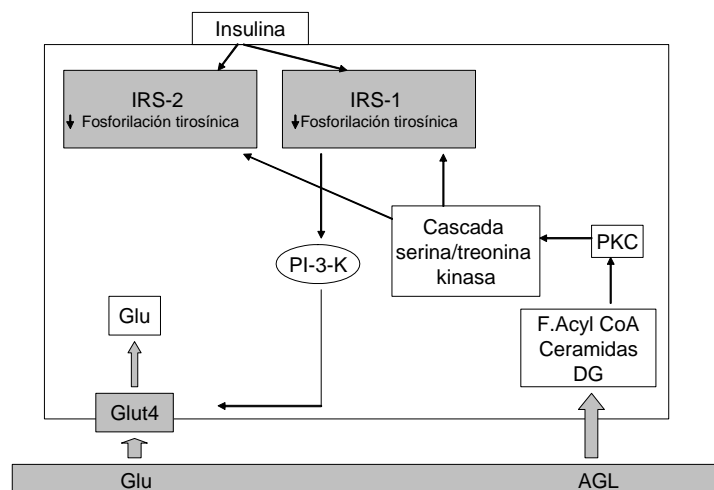 Insulina
IRS-2
↓ Fosforilación tirosínica
IRS-1
↓Fosforilación tirosínica
Cascada
serina/treonina
kinasa
PKC
PI-3-K
Glu
F.Acyl CoA
Ceramidas
DG
Glut4
Glu
AGL